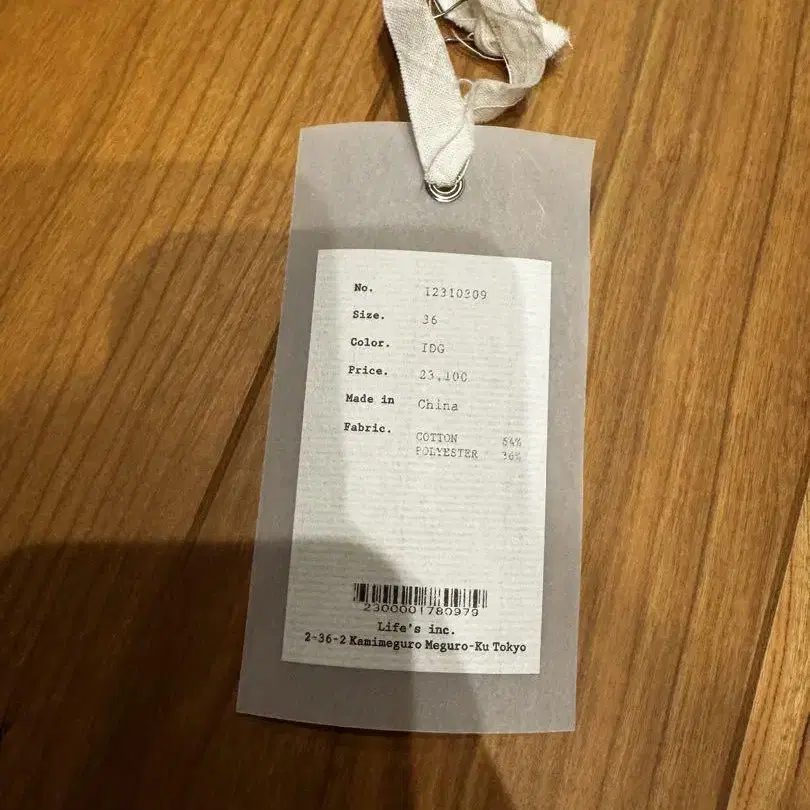 No. 12310309
Size. 36
Color. IDG
Price. 23,100
Made in China
Fabric. COTTON 64%
POLYESTER 36%
2300001780979
Life's inc.
2-36-2 Kamimeguro Meguro-Ku Tokyo